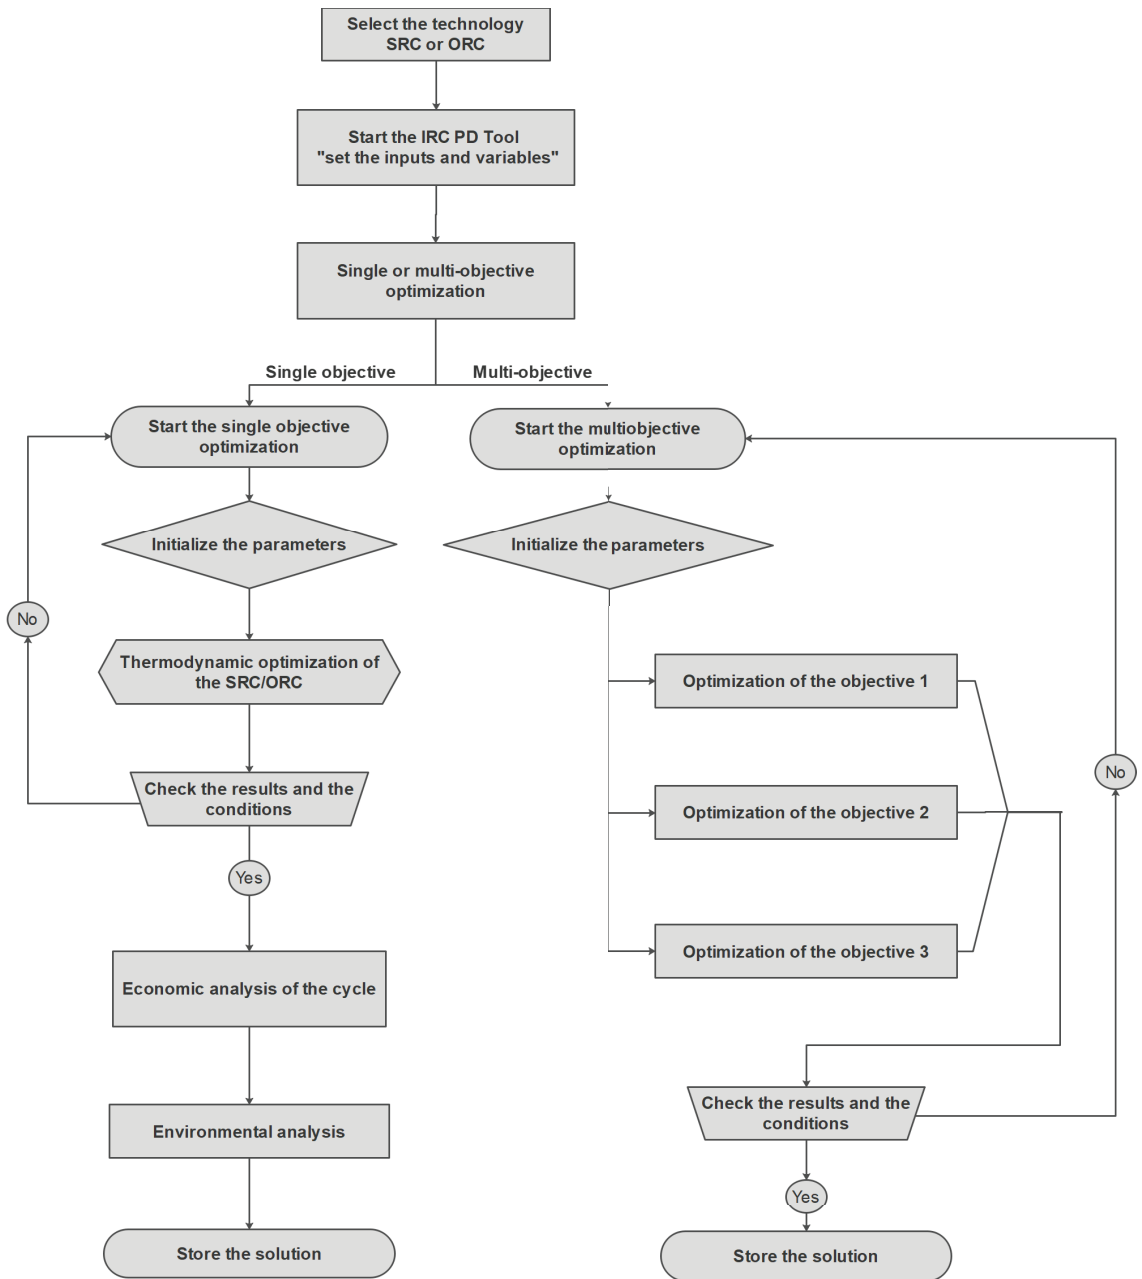 Select the technology
SRC or ORC
Start the IRC PD Tool
"set the inputs and variables"
Single or multi-objective
optimization
Single objective
Multi-objective
Start the single objective
optimization
Start the multiobjective
optimization
Initialize the parameters
Initialize the parameters
No
Thermodynamic optimization of
the SRC/ORC
Optimization of the objective 1
Check the results and the
conditions
No
Optimization of the objective 2
Yes
Optimization of the objective 3
Economic analysis of the cycle
Environmental analysis
Check the results and the
conditions
Yes
Store the solution
Store the solution